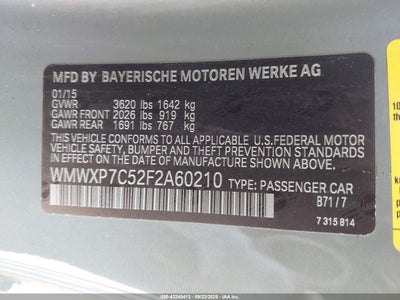 MFD BY BAYERISCHE MOTOREN WERKE AG
01/15
GVWR 3620 lbs 1642 kg
GAWR FRONT 2026 lbs 919 kg
GAWR REAR 1691 lbs 767 kg
THIS VEHICLE CONFORMS TO ALL APPLICABLE U.S.FEDERAL MOTOR
VEHICLE SAFETY, BUMPER, AND THEFT PREVENTION STANDARDS
IN EFFECT ON THE DATE OF MANUFACTURE SHOWN ABOVE.
WMWXP7C52F2A60210 TYPE: PASSENGER CAR
B71 / 7
7 315 814